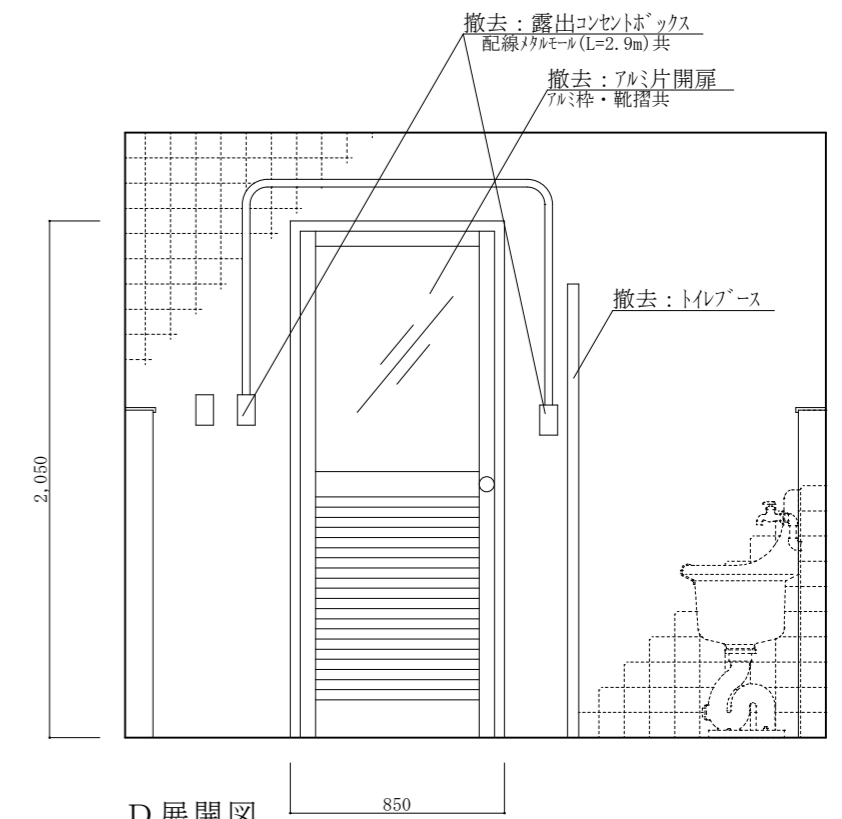 撤去：露出ｺﾝｾﾝﾄﾎﾞｯｸｽ
配線ﾒﾀﾙﾓｰﾙ(L=2.9m)共
撤去：ｱﾙﾐ片開扉
ｱﾙﾐ枠・靴摺共
撤去：ﾄｲﾚﾌﾞｰｽ
2,050
850
D展開図